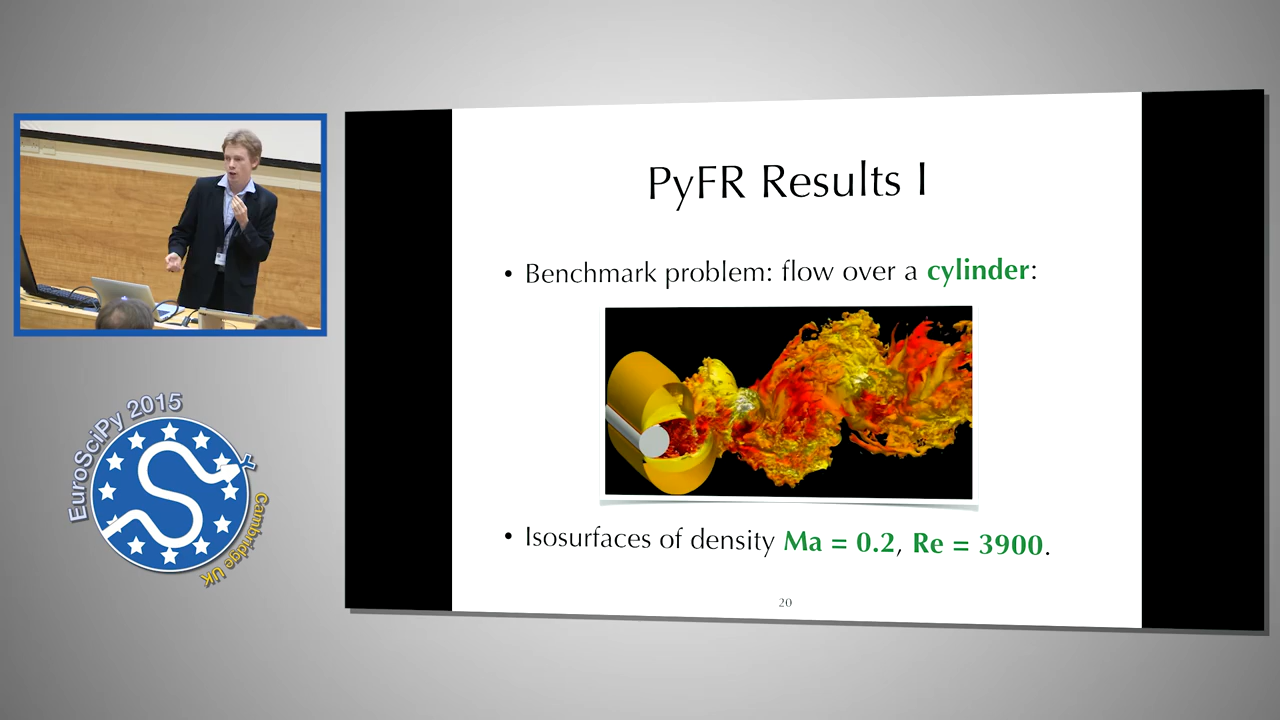 PyFR Results I
• Benchmark problem: flow over a cylinder:
• Isosurfaces of density Ma = 0.2, Re = 3900.
20
EuroSciPy 2015
Cambridge UK